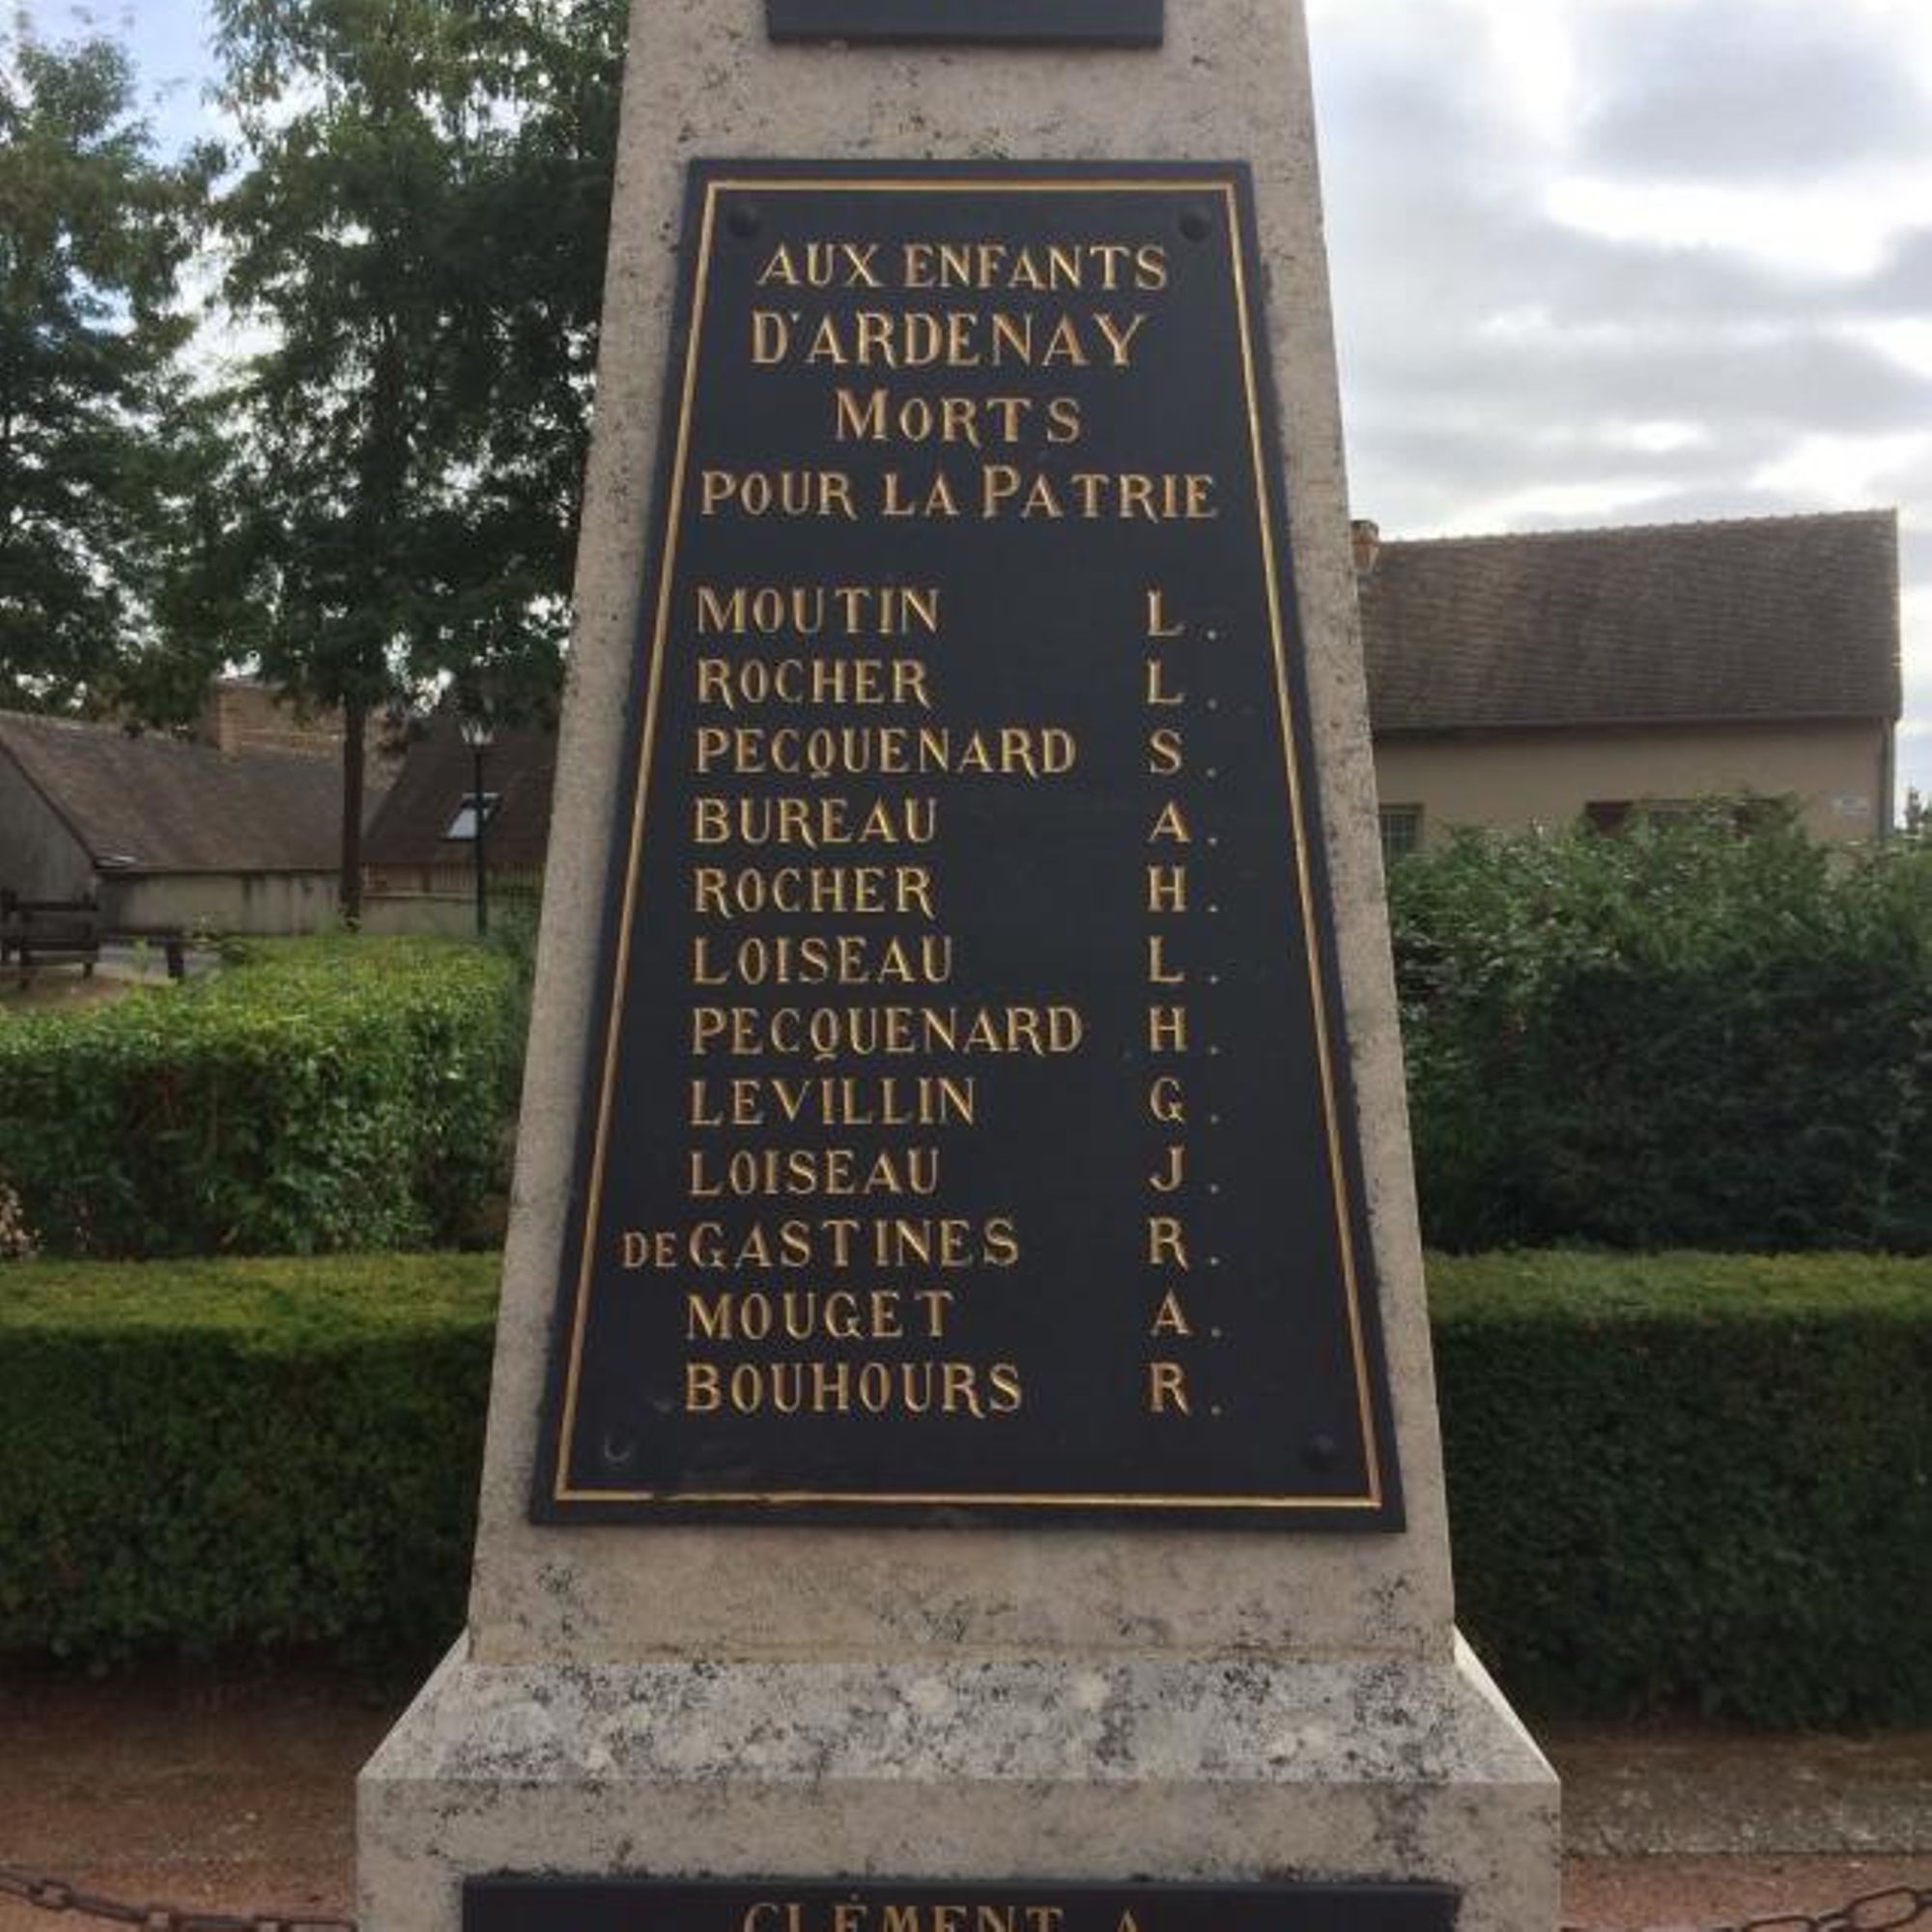 AUX ENFANTS
D'ARDENAY
MORTS
POUR LA PATRIE
MOUTIN L.
ROCHER L.
PECQUENARD S.
BUREAU A.
ROCHER H.
LOISEAU L.
PECQUENARD H.
LEVILLIN G.
LOISEAU J.
DE GASTINES R.
MOUGET A.
BOUHOURS R.
CLÉMENT A